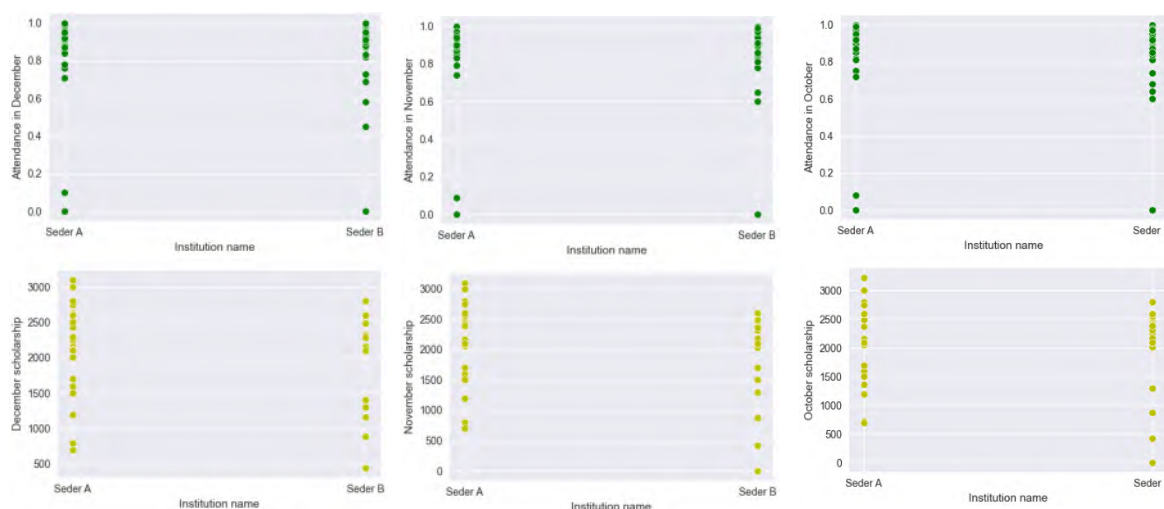 Attendance in December
1.0
0.8
0.6
0.4
0.2
0.0
Seder A
Seder B
Institution name
Attendance in November
1.0
0.8
0.6
0.4
0.2
0.0
Seder A
Seder B
Institution name
Attendance in October
1.0
0.8
0.6
0.4
0.2
0.0
Seder A
Seder
Institution name
December scholarship
3000
2500
2000
1500
1000
500
Seder A
Seder B
Institution name
November scholarship
3000
2500
2000
1500
1000
500
0
Seder A
Seder B
Institution name
October scholarship
3000
2500
2000
1500
1000
500
0
Seder A
Seder
Institution name